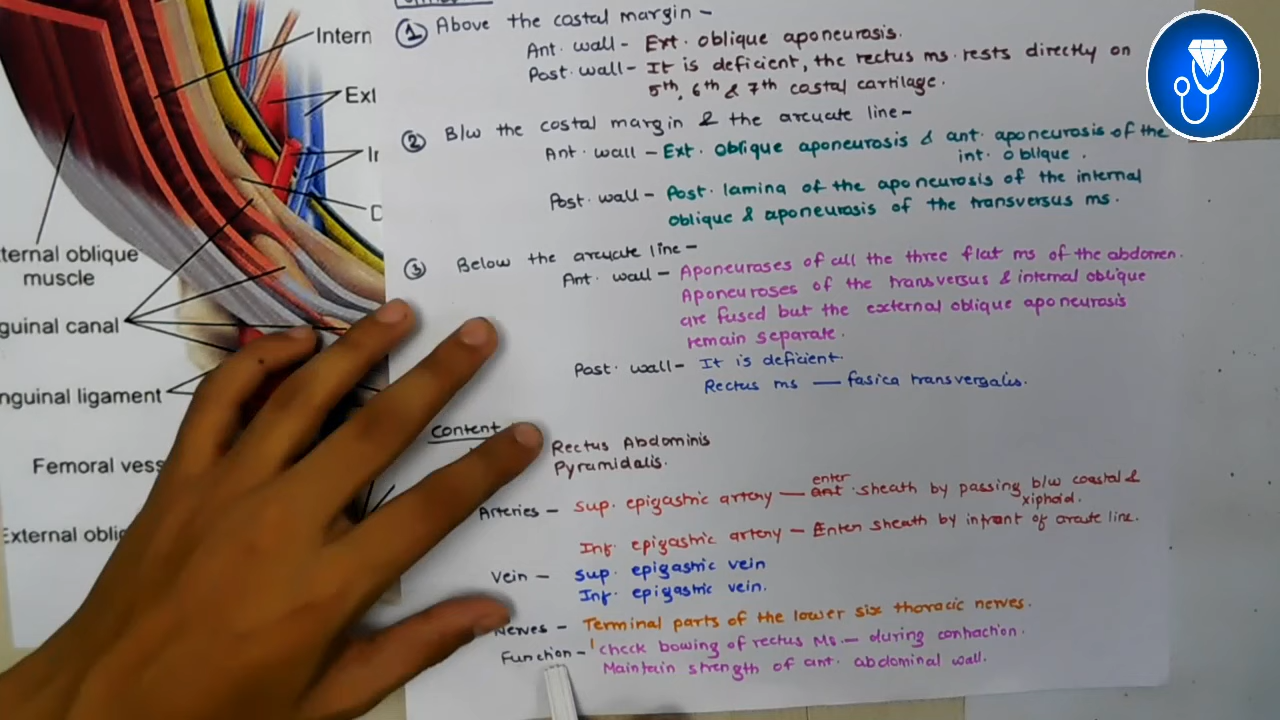 Intern
Ext
ternal oblique
muscle
guinal canal
nguinal ligament
Femoral vess
External obliq
① Above the costal margin -
Ant. wall - Ext. oblique aponeurosis.
Post. wall - It is deficient, the rectus ms. rests directly on
5th, 6th & 7th costal cartilage.
② B/w the costal margin & the arcuate line -
Ant. wall - Ext. oblique aponeurosis & ant. aponeurosis of the
int. oblique.
Post. wall - Post. lamina of the aponeurosis of the internal
oblique & aponeurosis of the transversus ms.
③ Below the arcuate line -
Ant. wall - Aponeuroses of all the three flat ms of the abdomen.
Aponeuroses of the transversus & internal oblique
are fused but the external oblique aponeurosis
remain separate.
Post. wall - It is deficient.
Rectus ms — fasica transvergalis.
Content
Rectus Abdominis
Pyramidalis.
Arteries - Sup. epigastric artery — enter sheath by passing b/w coastal &
xiphoid.
Inf. epigastric artery - Enter sheath by infront of arcute line.
Vein - Sup. epigastric vein
Inf. epigastric vein.
Nerves - Terminal parts of the lower six thoracic nerves.
Function - check bowing of rectus Ms. - during contraction.
Maintain strength of ant. abdominal wall.